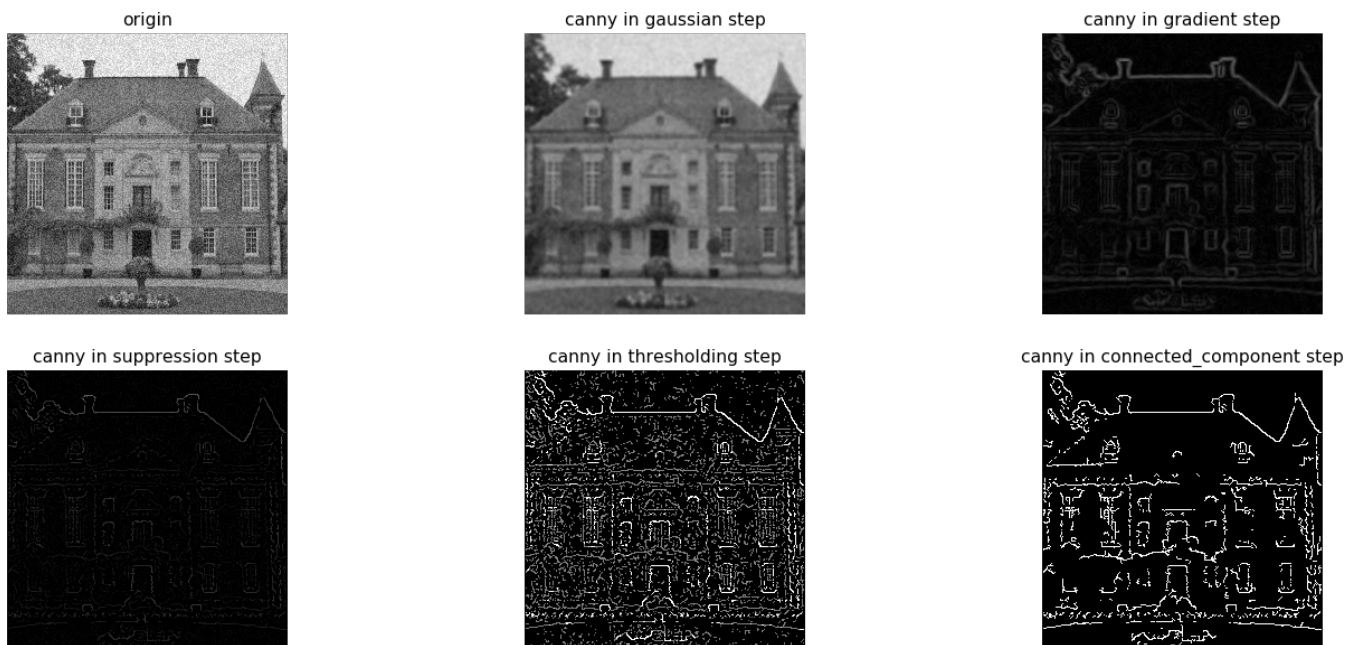 origin
canny in gaussian step
canny in gradient step
canny in suppression step
canny in thresholding step
canny in connected_component step